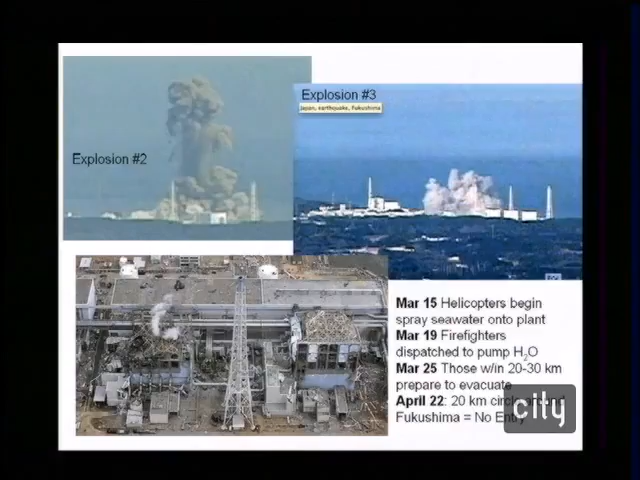 Explosion #3
Japan, earthquake, Fukushima
Explosion #2
Mar 15 Helicopters begin
spray seawater onto plant
Mar 19 Firefighters
dispatched to pump H2O
Mar 25 Those w/in 20-30 km
prepare to evacuate
April 22: 20 km circle around
Fukushima = No Entry
city